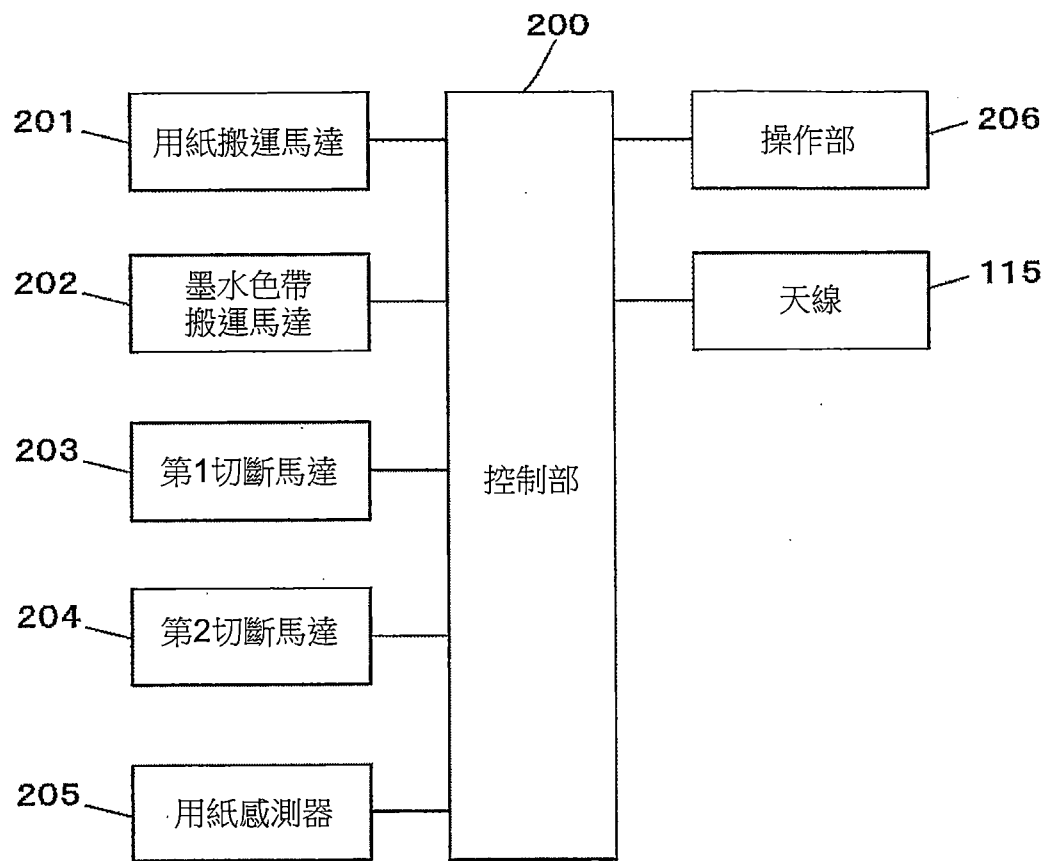 200
201
用紙搬運馬達
206
操作部
202
墨水色帶
搬運馬達
115
天線
203
第1切斷馬達
控制部
204
第2切斷馬達
205
用紙感測器